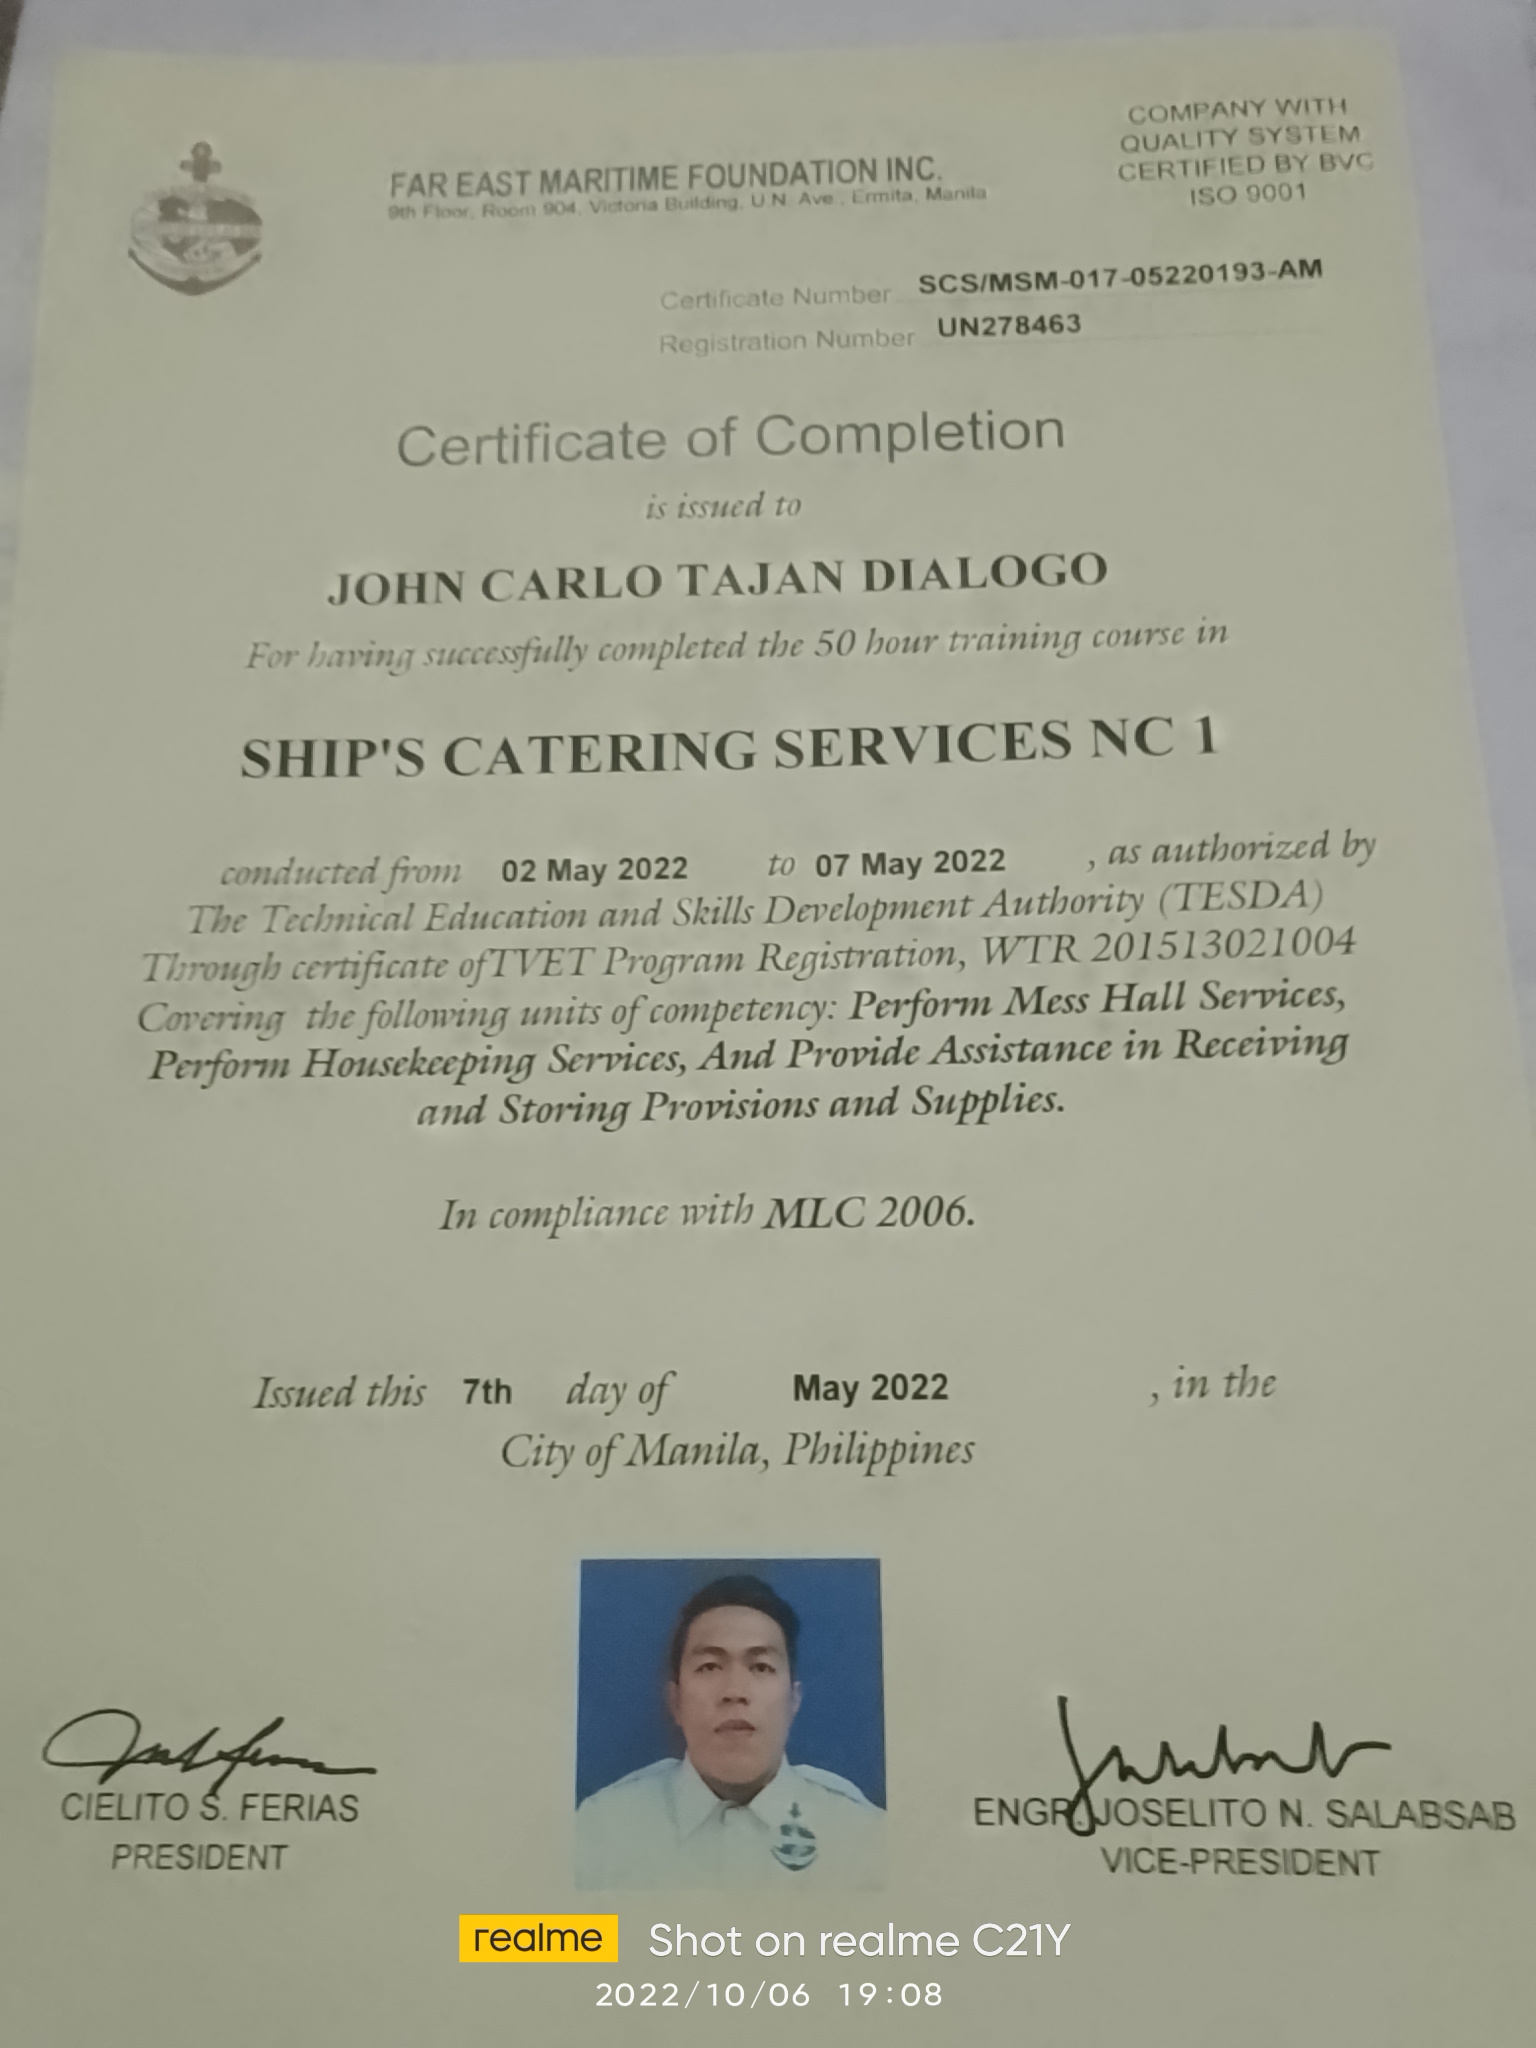 COMPANY WITH
QUALITY SYSTEM
CERTIFIED BY BVC
ISO 9001
FAR EAST MARITIME FOUNDATION INC.
9th Floor, Room 904, Victoria Building, U.N. Ave., Ermita, Manila
Certificate Number SCS/MSM-017-05220193-AM
Registration Number UN278463
Certificate of Completion
is issued to
JOHN CARLO TAJAN DIALOGO
For having successfully completed the 50 hour training course in
SHIP'S CATERING SERVICES NC 1
conducted from 02 May 2022 to 07 May 2022 , as authorized by
The Technical Education and Skills Development Authority (TESDA)
Through certificate ofTVET Program Registration, WTR 201513021004
Covering the following units of competency: Perform Mess Hall Services,
Perform Housekeeping Services, And Provide Assistance in Receiving
and Storing Provisions and Supplies.
In compliance with MLC 2006.
Issued this 7th day of May 2022 , in the
City of Manila, Philippines
CIELITO S. FERIAS
PRESIDENT
ENGR. JOSELITO N. SALABSAB
VICE-PRESIDENT
realme Shot on realme C21Y
2022/10/06 19:08